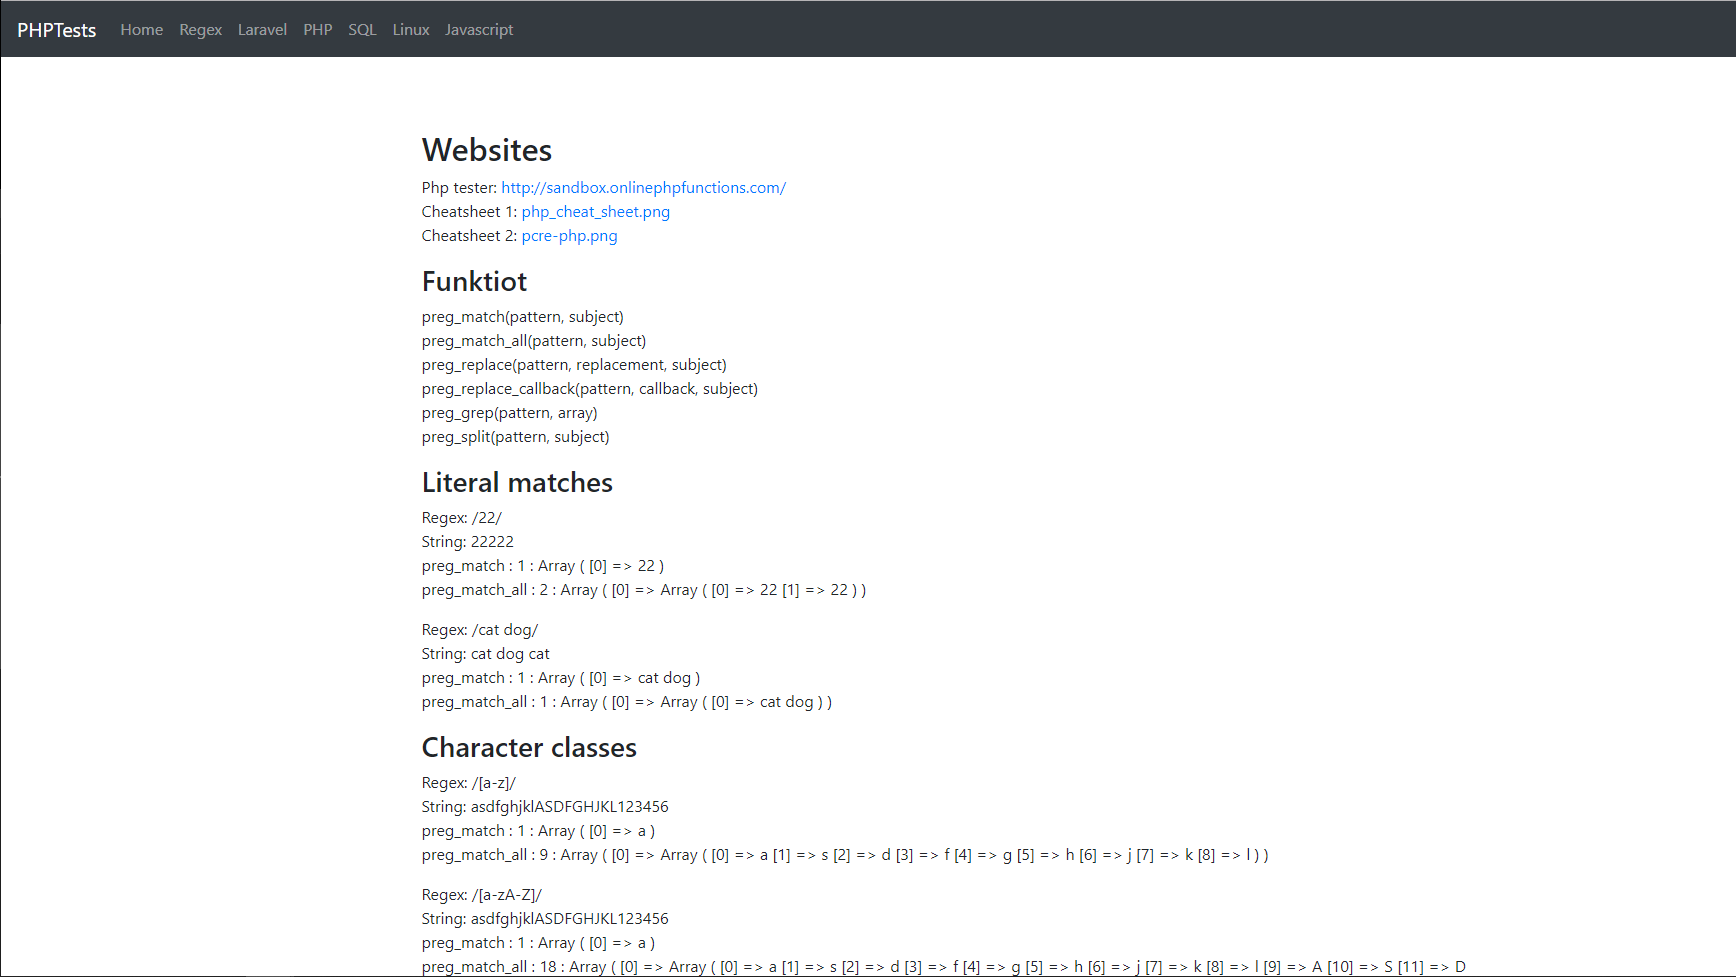 PHPTests Home Regex Laravel PHP SQL Linux Javascript
Websites
Php tester: http://sandbox.onlinephpfunctions.com/
Cheatsheet 1: php_cheat_sheet.png
Cheatsheet 2: pcre-php.png
Funktiot
preg_match(pattern, subject)
preg_match_all(pattern, subject)
preg_replace(pattern, replacement, subject)
preg_replace_callback(pattern, callback, subject)
preg_grep(pattern, array)
preg_split(pattern, subject)
Literal matches
Regex: /22/
String: 22222
preg_match : 1 : Array ( [0] => 22 )
preg_match_all : 2 : Array ( [0] => Array ( [0] => 22 [1] => 22 ) )
Regex: /cat dog/
String: cat dog cat
preg_match : 1 : Array ( [0] => cat dog )
preg_match_all : 1 : Array ( [0] => Array ( [0] => cat dog ) )
Character classes
Regex: /[a-z]/
String: asdfghjklASDFGHJKL123456
preg_match : 1 : Array ( [0] => a )
preg_match_all : 9 : Array ( [0] => Array ( [0] => a [1] => s [2] => d [3] => f [4] => g [5] => h [6] => j [7] => k [8] => l ) )
Regex: /[a-zA-Z]/
String: asdfghjklASDFGHJKL123456
preg_match : 1 : Array ( [0] => a )
preg_match_all : 18 : Array ( [0] => Array ( [0] => a [1] => s [2] => d [3] => f [4] => g [5] => h [6] => j [7] => k [8] => l [9] => A [10] => S [11] => D